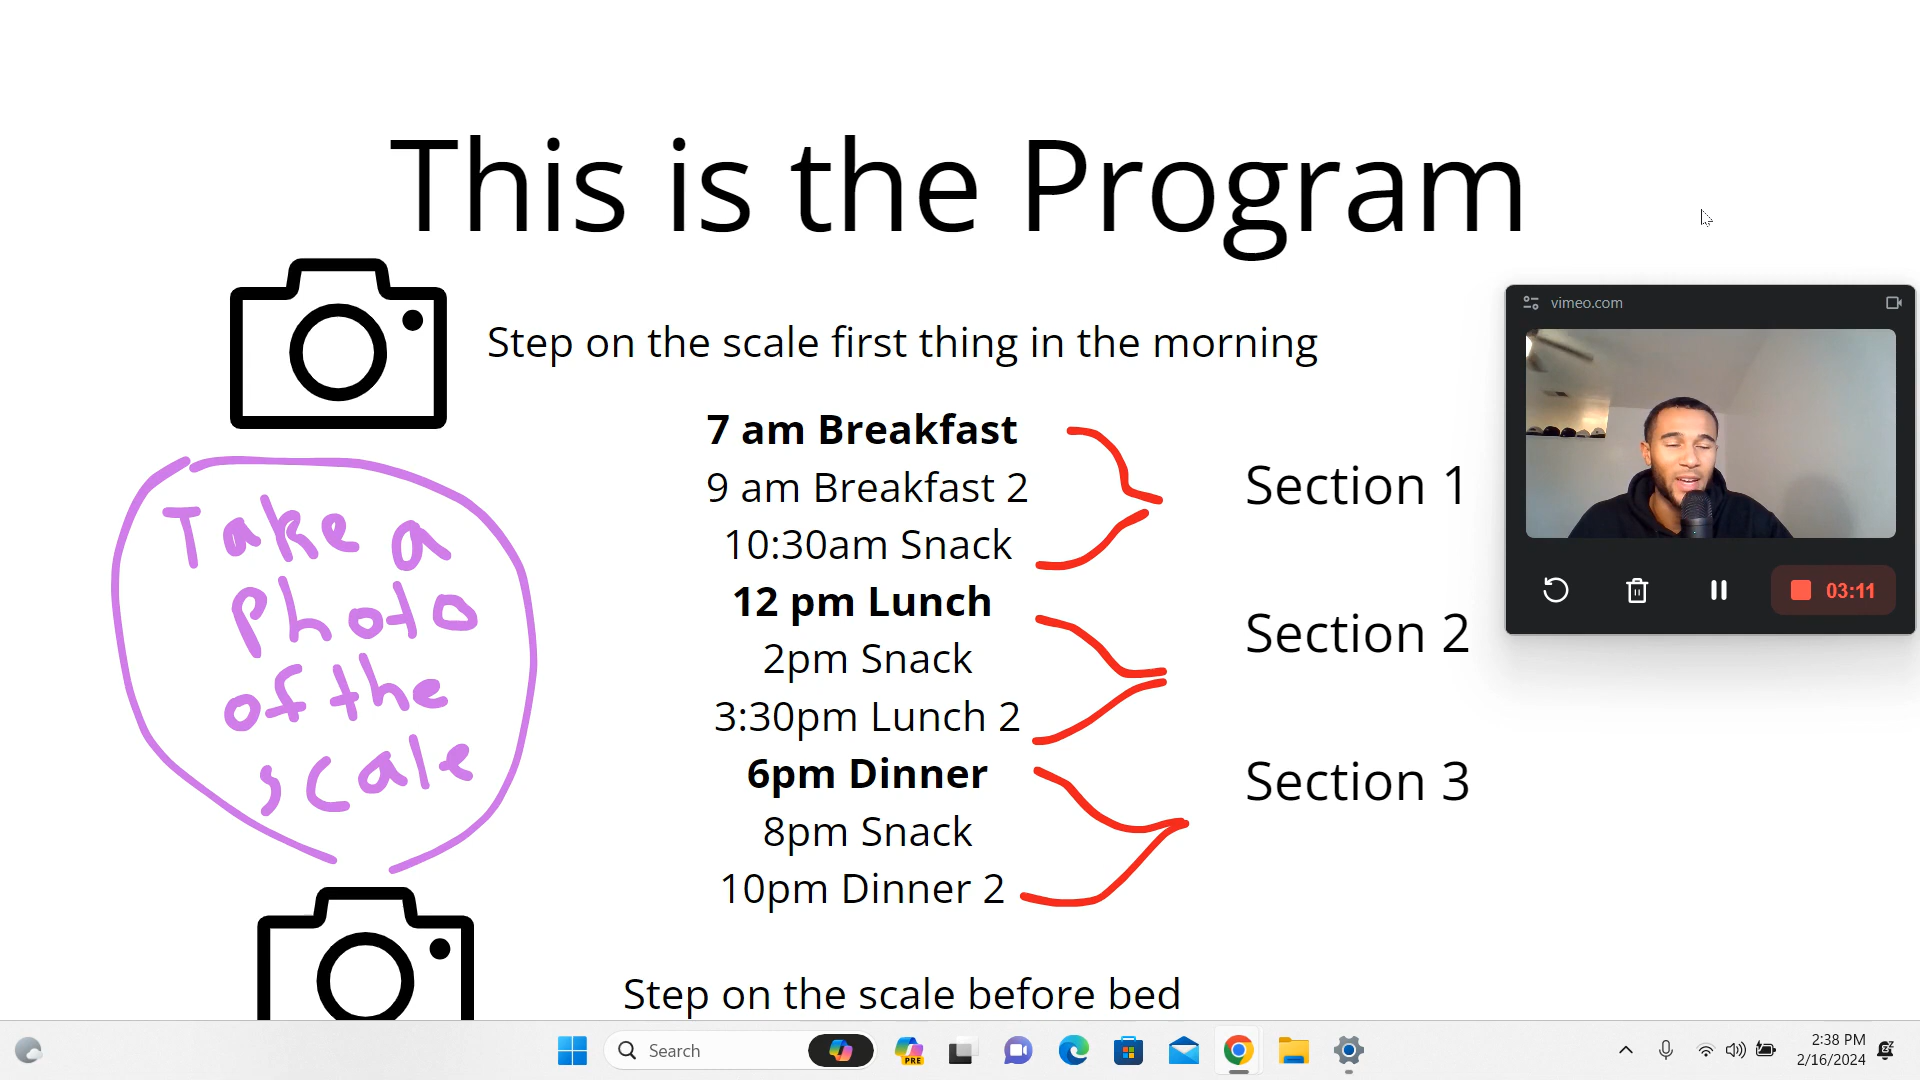 This is the Program
Step on the scale first thing in the morning
7 am Breakfast
9 am Breakfast 2
10:30am Snack
12 pm Lunch
2pm Snack
3:30pm Lunch 2
6pm Dinner
8pm Snack
10pm Dinner 2
Section 1
Section 2
Section 3
Take a
photo
of the
scale
Step on the scale before bed
vimeo.com
03:11
Search
PRE
2:38 PM
2/16/2024